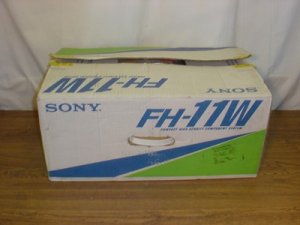 FH-11W
SONY
FH-11W
COMPACT HIGH DENSITY COMPONENT SYSTEM